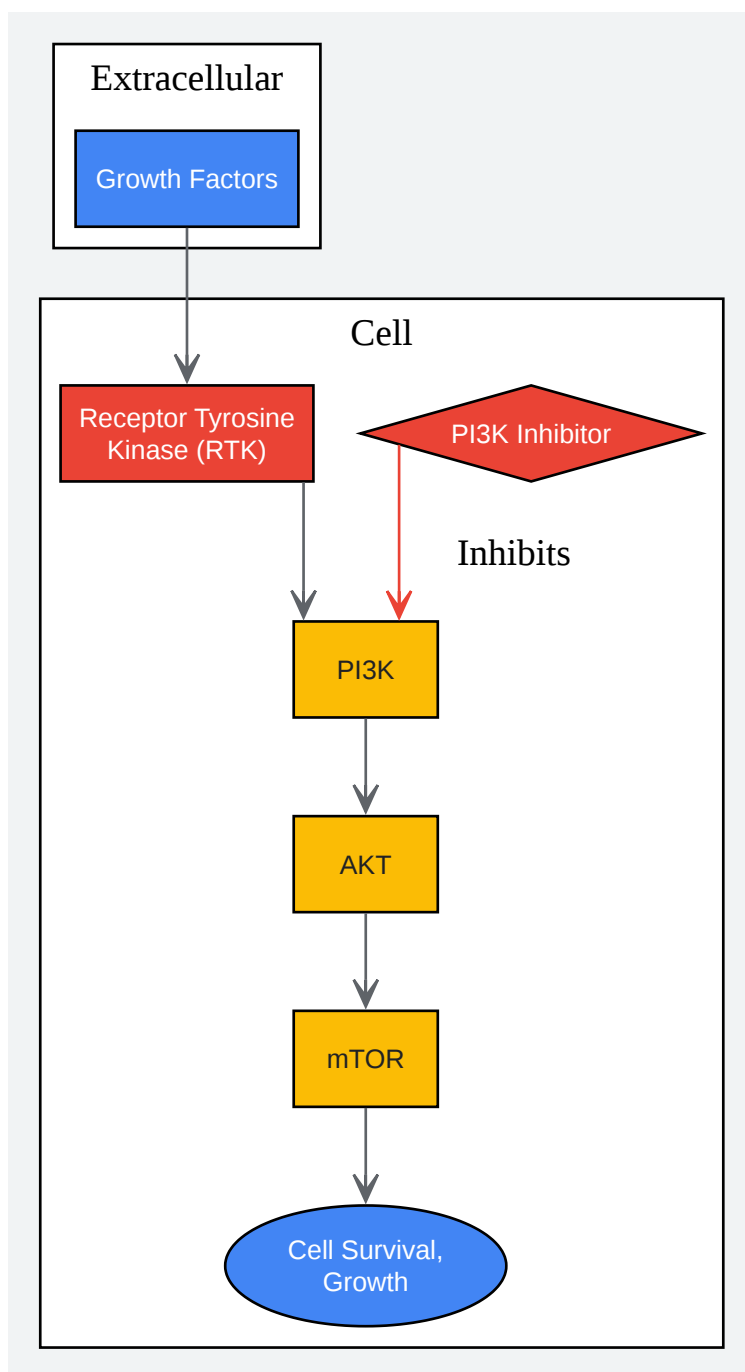 Extracellular
Growth Factors
Cell
Receptor Tyrosine
Kinase (RTK)
PI3K Inhibitor
Inhibits
PI3K
AKT
mTOR
Cell Survival,
Growth